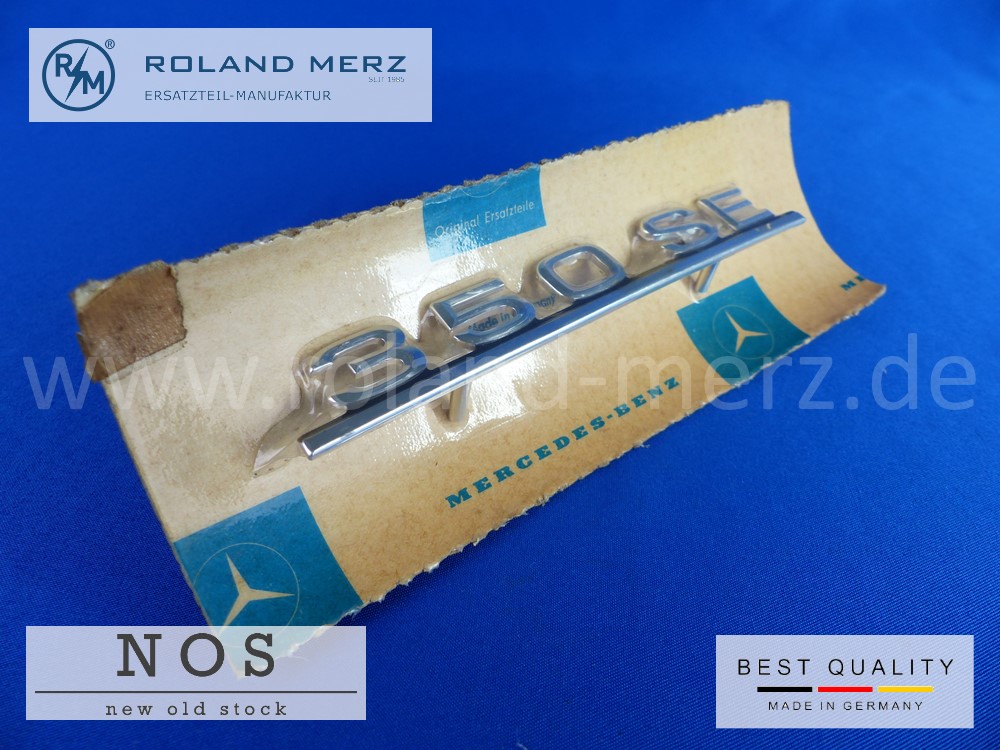 R M ®
ROLAND MERZ
SEIT 1985
ERSATZTEIL-MANUFAKTUR
Original Ersatzteile
350 SE
Made in Germany
www.roland-merz.de
MERCEDES-BENZ
ME
NOS
new old stock
BEST QUALITY
MADE IN GERMANY